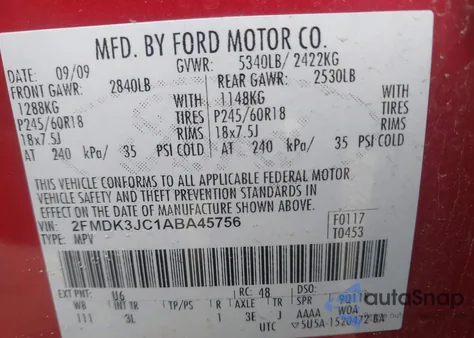 MFD. BY FORD MOTOR CO.
DATE: 09/09 GVWR: 5340LB/ 2422KG
FRONT GAWR: 2840LB REAR GAWR: 2530LB
1288KG WITH 1148KG WITH
P245/60R18 TIRES P245/60R18 TIRES
18x7.5J RIMS 18x7.5J RIMS
AT 240 kPa/ 35 PSI COLD AT 240 kPa/ 35 PSI COLD
THIS VEHICLE CONFORMS TO ALL APPLICABLE FEDERAL MOTOR
VEHICLE SAFETY AND THEFT PREVENTION STANDARDS IN
EFFECT ON THE DATE OF MANUFACTURE SHOWN ABOVE.
VIN: 2FMDK3JC1ABA45756 F0117
TYPE: MPV T0453
EXT PNT: U6 RC: 48 DSO:
WB TP/PS R AXLE TR SPR
111 3L 1 3E J AAAA W0A
UTC
autoSnap